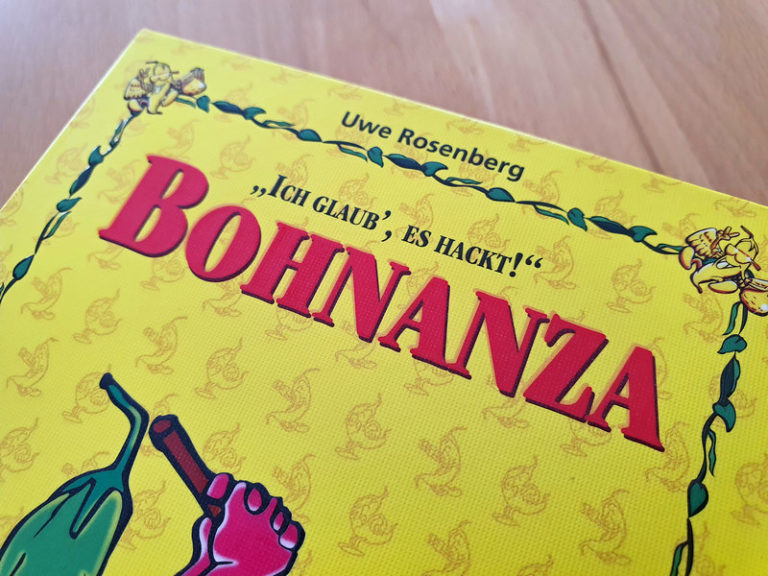 Uwe Rosenberg
„Ich glaub’, es hackt!“
Bohnanza